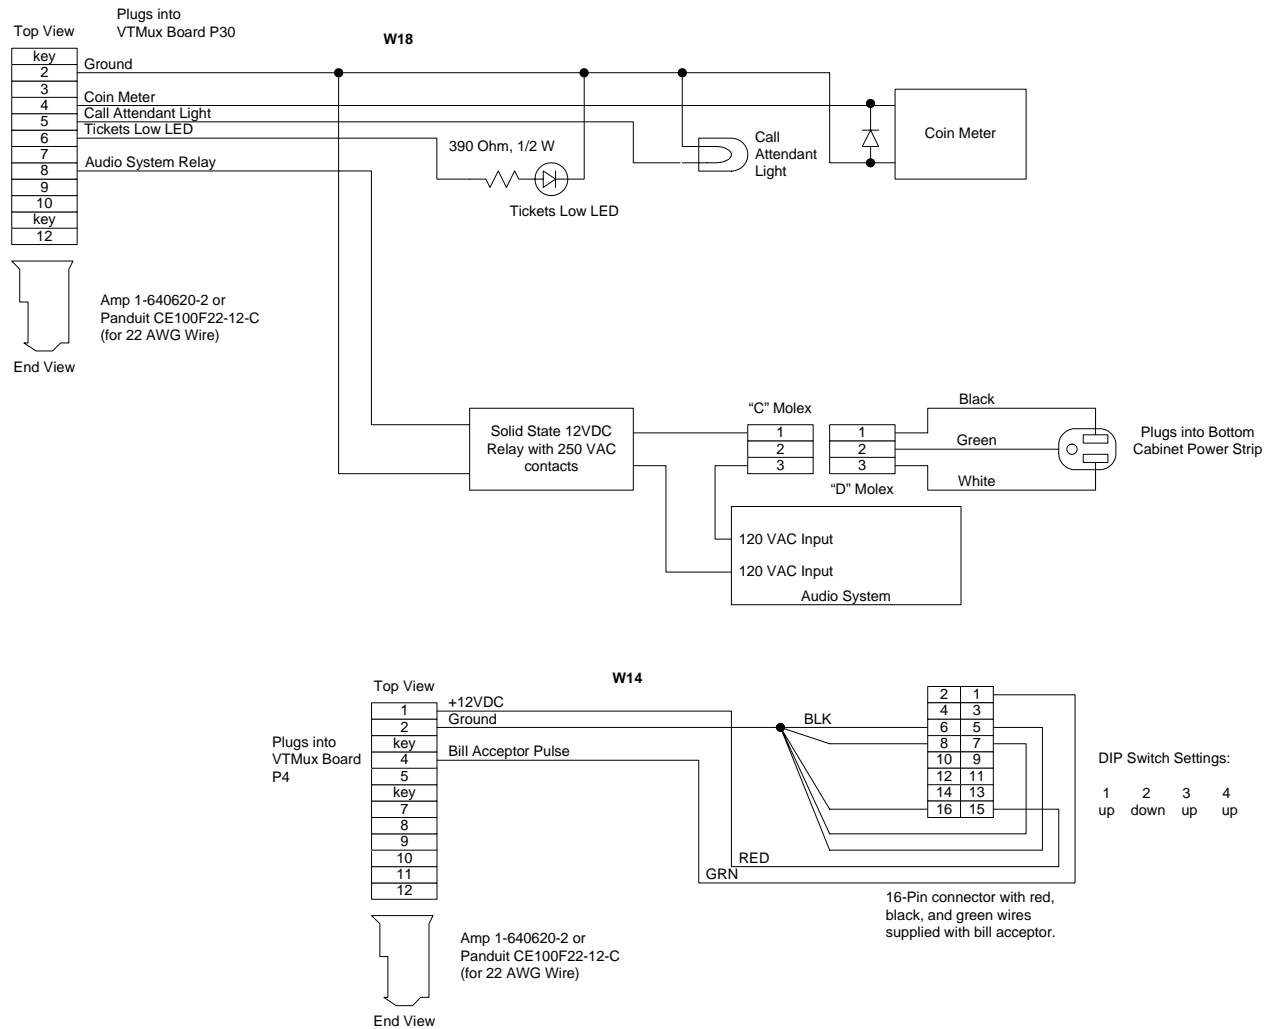 Plugs into
VTMux Board P30
Top View
W18
key
2
3
4
5
6
7
8
9
10
key
12
Ground
Coin Meter
Call Attendant Light
Tickets Low LED
Audio System Relay
390 Ohm, 1/2 W
Tickets Low LED
Call
Attendant
Light
Coin Meter
Amp 1-640620-2 or
Panduit CE100F22-12-C
(for 22 AWG Wire)
End View
Solid State 12VDC
Relay with 250 VAC
contacts
“C” Molex
1
2
3
1
2
3
“D” Molex
Black
Green
White
Plugs into Bottom
Cabinet Power Strip
120 VAC Input
120 VAC Input
Audio System
W14
Top View
Plugs into
VTMux Board
P4
1
2
key
4
5
key
7
8
9
10
11
12
+12VDC
Ground
Bill Acceptor Pulse
BLK
RED
GRN
2 1
4 3
6 5
8 7
10 9
12 11
14 13
16 15
DIP Switch Settings:
1 2 3 4
up down up up
16-Pin connector with red,
black, and green wires
supplied with bill acceptor.
Amp 1-640620-2 or
Panduit CE100F22-12-C
(for 22 AWG Wire)
End View